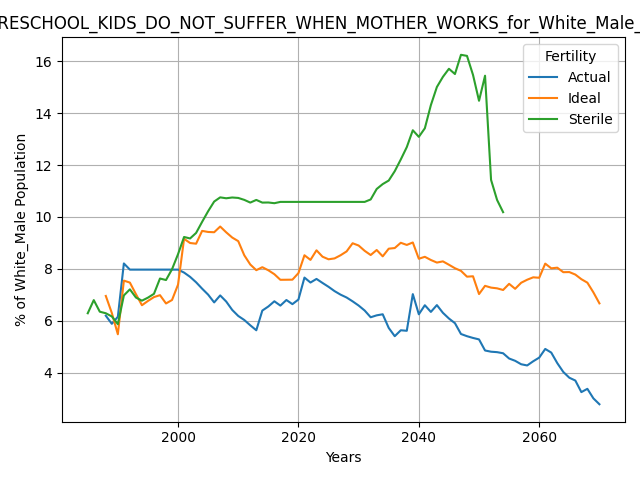 RESCHOOL_KIDS_DO_NOT_SUFFER_WHEN_MOTHER_WORKS_for_White_Male_
Fertility
Actual
Ideal
Sterile
% of White_Male Population
16
14
12
10
8
6
4
2000
2020
2040
2060
Years